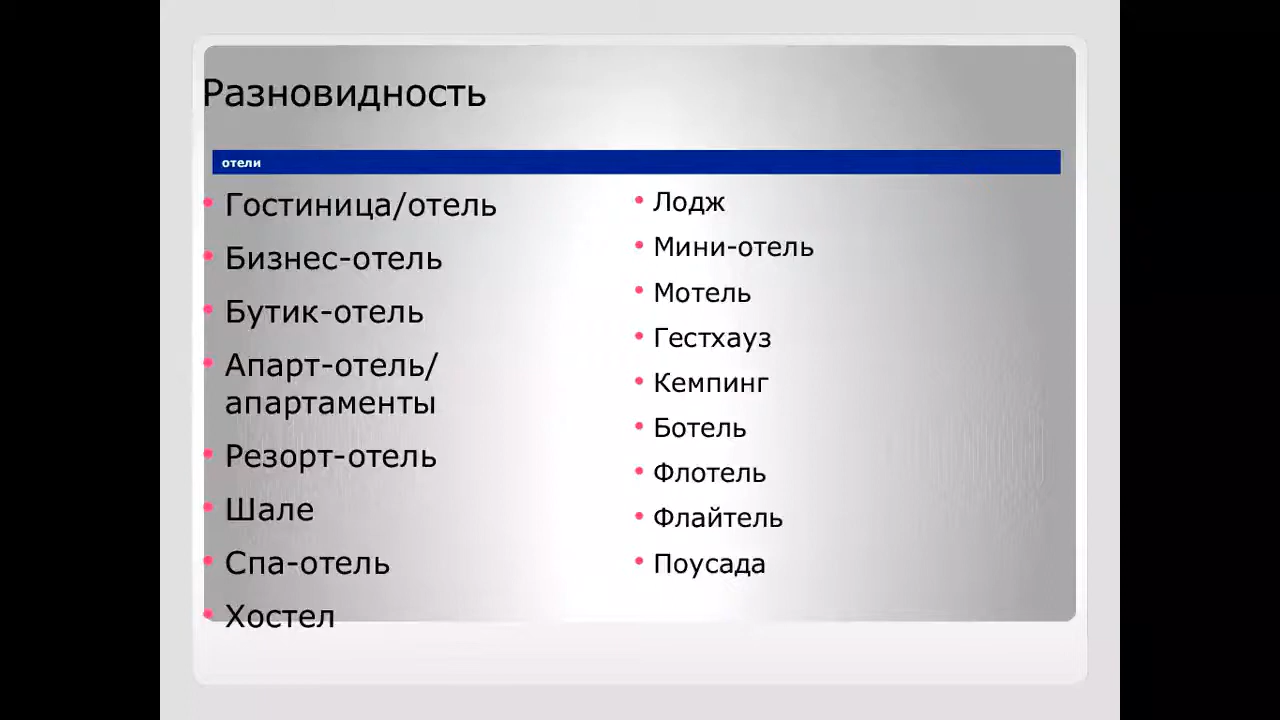 Разновидность
отели
• Гостиница/отель
• Бизнес-отель
• Бутик-отель
• Апарт-отель/
апартаменты
• Резорт-отель
• Шале
• Спа-отель
• Хостел
• Лодж
• Мини-отель
• Мотель
• Гестхауз
• Кемпинг
• Ботель
• Флотель
• Флайтель
• Поусада